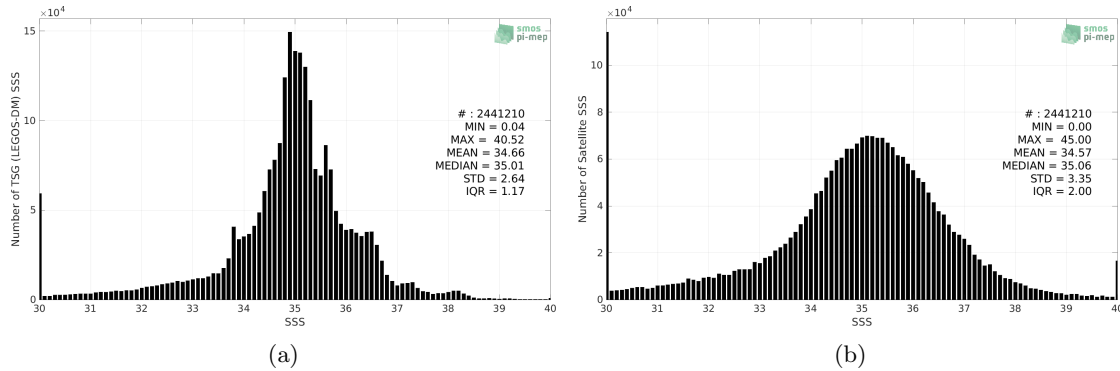 ×10⁴
smos
pi-mep
15
10
5
0
Number of TSG (LEGOS-DM) SSS
# : 2441210
MIN = 0.04
MAX = 40.52
MEAN = 34.66
MEDIAN = 35.01
STD = 2.64
IQR = 1.17
30 31 32 33 34 35 36 37 38 39 40
SSS
(a)
×10⁴
smos
pi-mep
10
8
6
4
2
0
Number of Satellite SSS
# : 2441210
MIN = 0.00
MAX = 45.00
MEAN = 34.57
MEDIAN = 35.06
STD = 3.35
IQR = 2.00
30 31 32 33 34 35 36 37 38 39 40
SSS
(b)